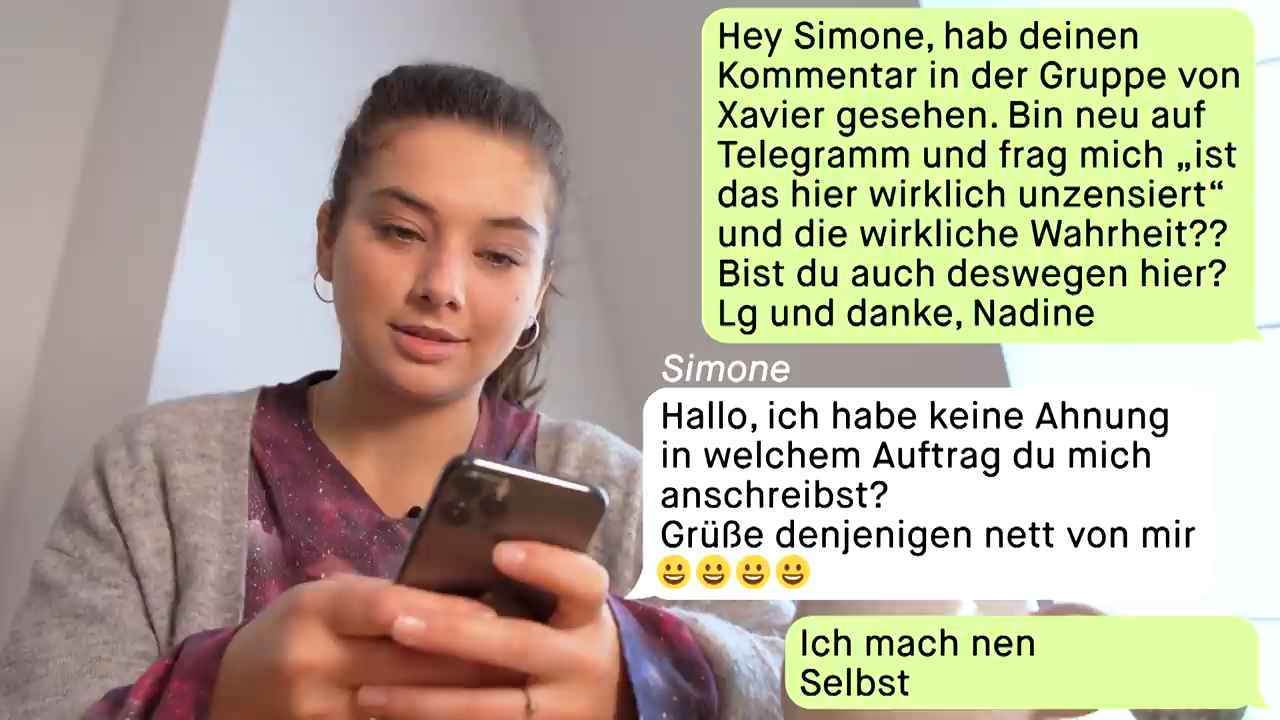 Hey Simone, hab deinen
Kommentar in der Gruppe von
Xavier gesehen. Bin neu auf
Telegramm und frag mich „ist
das hier wirklich unzensiert“
und die wirkliche Wahrheit??
Bist du auch deswegen hier?
Lg und danke, Nadine
Simone
Hallo, ich habe keine Ahnung
in welchem Auftrag du mich
anschreibst?
Grüße denjenigen nett von mir
😀😀😀😀
Ich mach nen
Selbst